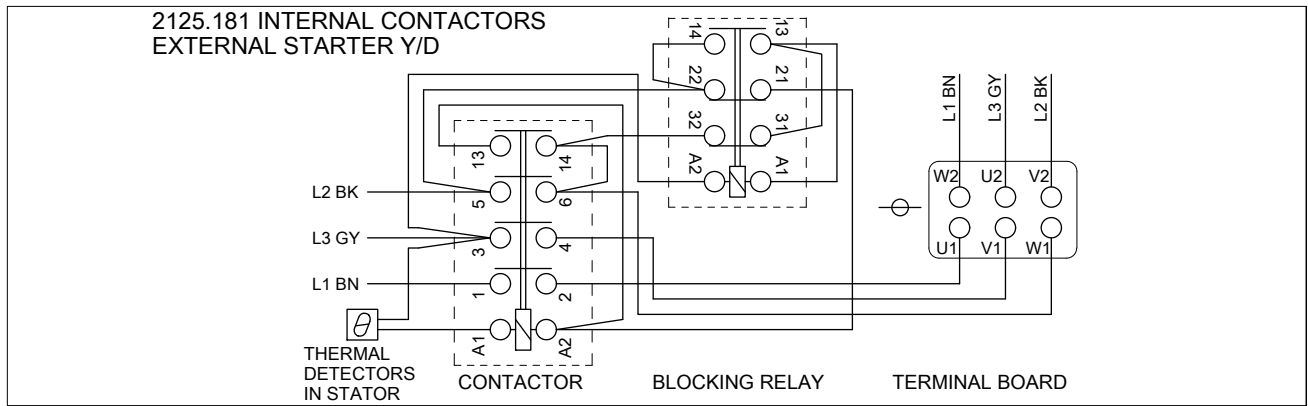 2125.181 INTERNAL CONTACTORS
EXTERNAL STARTER Y/D
14 13
22 21
32 31
A2 A1
L1 BN L3 GY L2 BK
W2 U2 V2
U1 V1 W1
13 14
L2 BK 5 6
L3 GY 3 4
L1 BN 1 2
A1 A2
θ
THERMAL
DETECTORS
IN STATOR
CONTACTOR BLOCKING RELAY TERMINAL BOARD